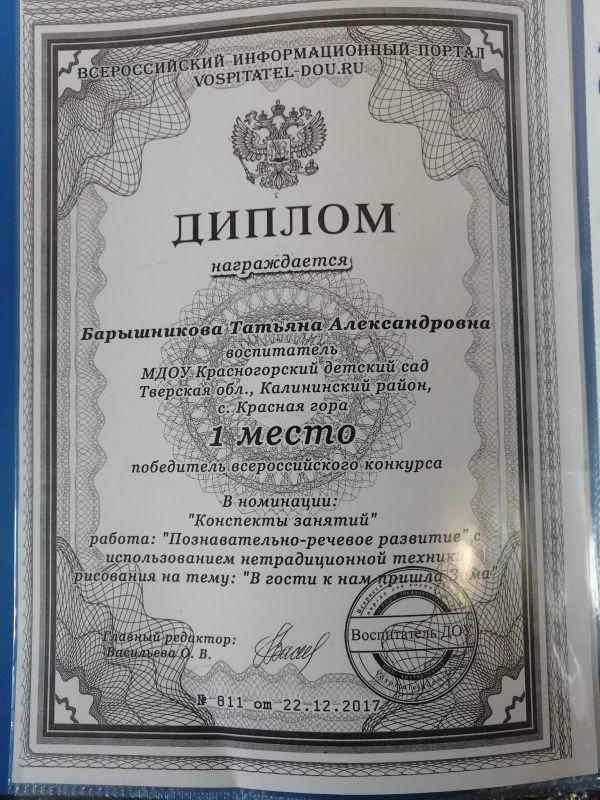 ВСЕРОССИЙСКИЙ ИНФОРМАЦИОННЫЙ ПОРТАЛ
VOSPITATEL-DOU.RU
ДИПЛОМ
награждается
Барышникова Татьяна Александровна
воспитатель
МДОУ Красногорский детский сад
Тверская обл., Калининский район,
с. Красная гора
1 место
победитель всероссийского конкурса
В номинации:
"Конспекты занятий"
работа: "Познавательно-речевое развитие" с
использованием нетрадиционной техники
рисования на тему: "В гости к нам пришла Зима"
Главный редактор:
Васильева О. В.
Воспитатель ДОУ
№ 811 от 22.12.2017